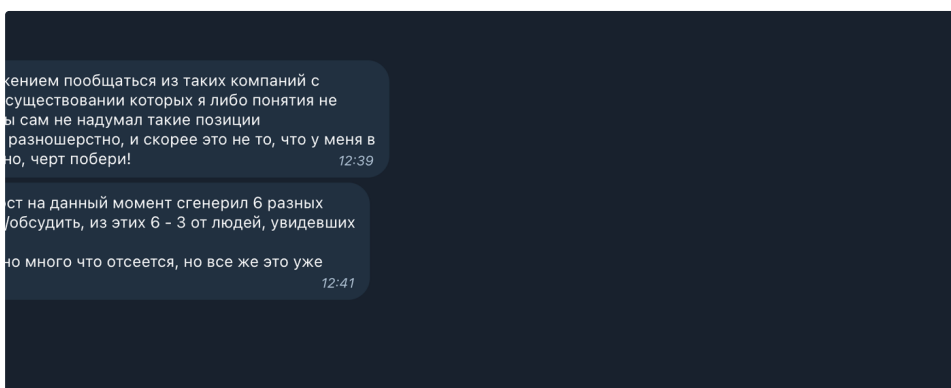 жением пообщаться из таких компаний с
существовании которых я либо понятия не
ы сам не надумал такие позиции
разношерстно, и скорее это не то, что у меня в
но, черт побери!
12:39
ост на данный момент сгенерил 6 разных
/обсудить, из этих 6 - 3 от людей, увидевших
но много что отсеется, но все же это уже
12:41